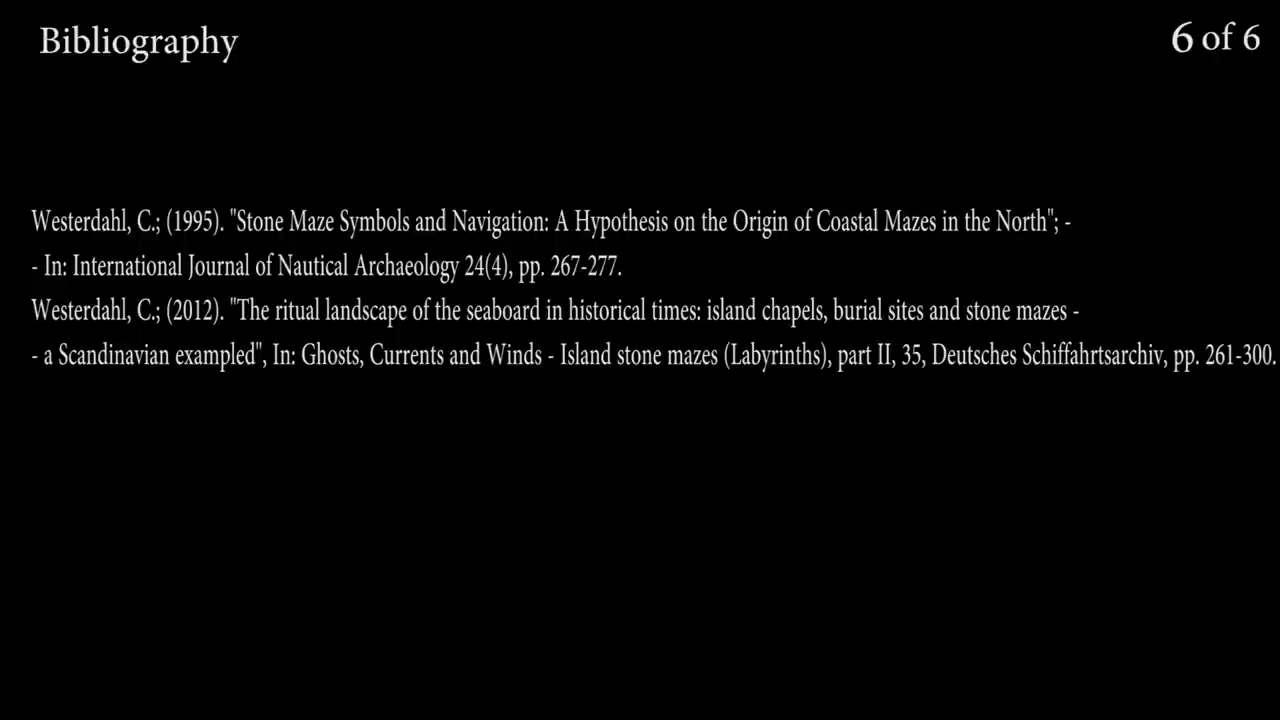 Bibliography
6 of 6
Westerdahl, C.; (1995). "Stone Maze Symbols and Navigation: A Hypothesis on the Origin of Coastal Mazes in the North"; -
- In: International Journal of Nautical Archaeology 24(4), pp. 267-277.
Westerdahl, C.; (2012). "The ritual landscape of the seaboard in historical times: island chapels, burial sites and stone mazes -
- a Scandinavian exampled", In: Ghosts, Currents and Winds - Island stone mazes (Labyrinths), part II, 35, Deutsches Schiffahrtsarchiv, pp. 261-300.